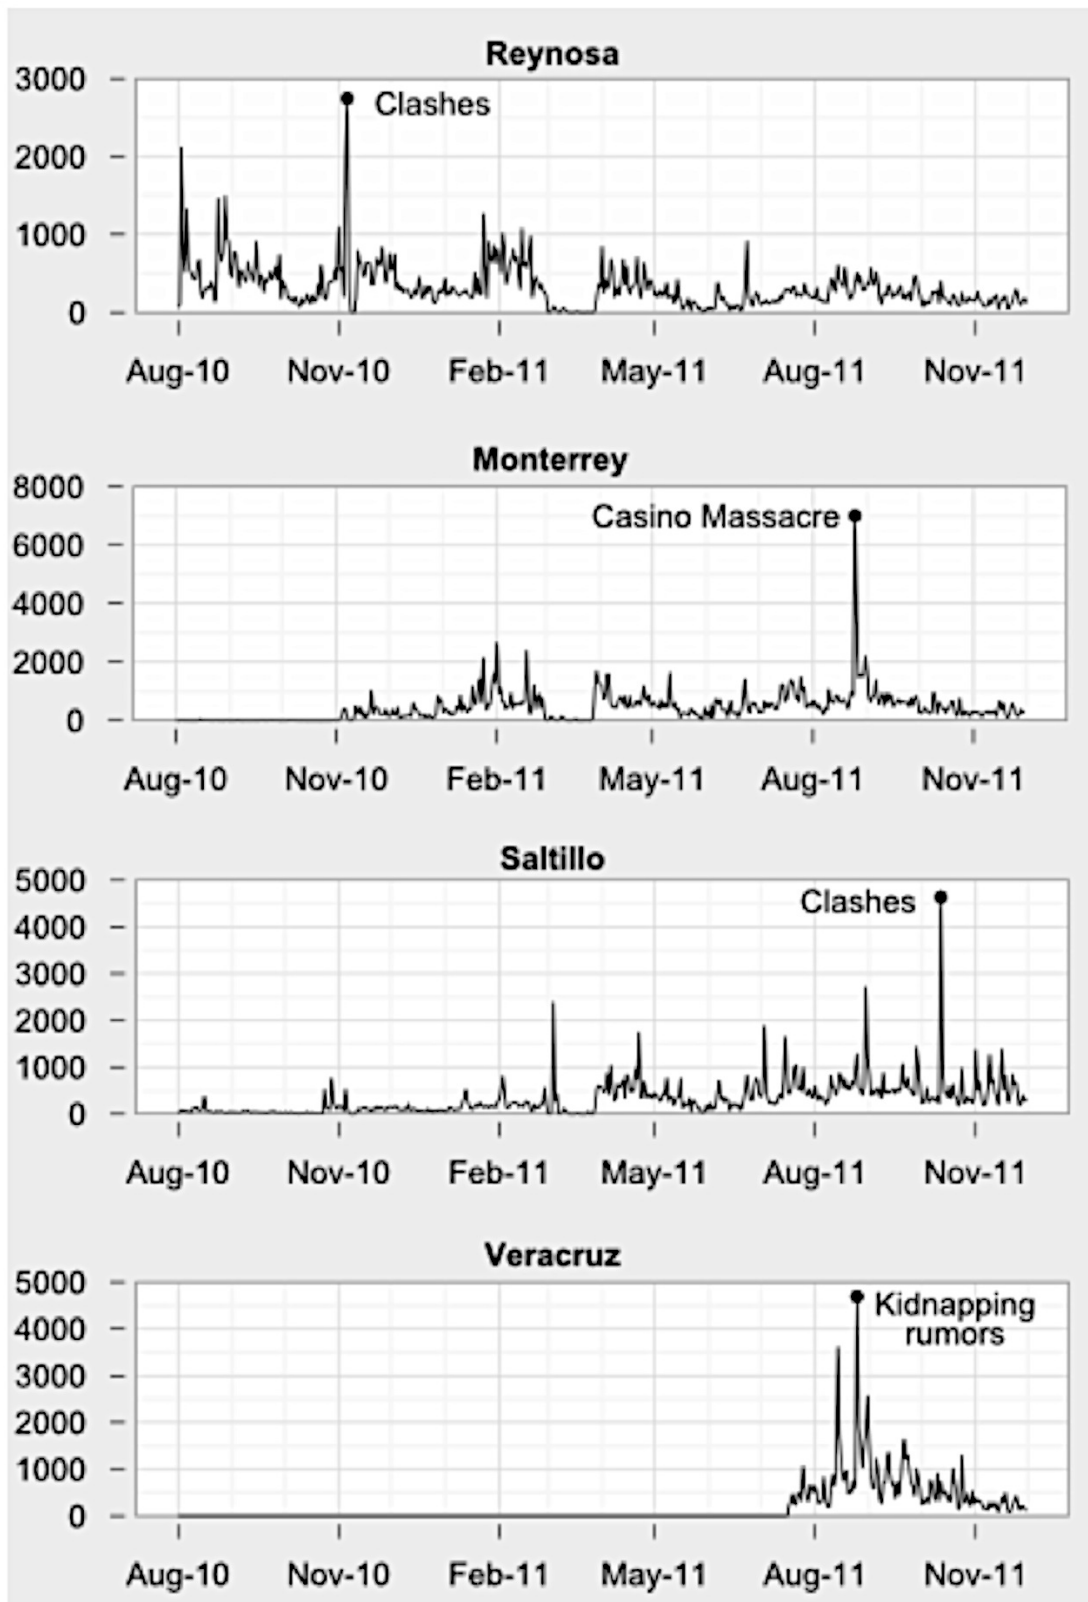 Reynosa
3000
Clashes
2000
1000
0
Aug-10 Nov-10 Feb-11 May-11 Aug-11 Nov-11
Monterrey
8000
Casino Massacre
6000
4000
2000
0
Aug-10 Nov-10 Feb-11 May-11 Aug-11 Nov-11
Saltillo
5000
Clashes
4000
3000
2000
1000
0
Aug-10 Nov-10 Feb-11 May-11 Aug-11 Nov-11
Veracruz
5000
Kidnapping
rumors
4000
3000
2000
1000
0
Aug-10 Nov-10 Feb-11 May-11 Aug-11 Nov-11